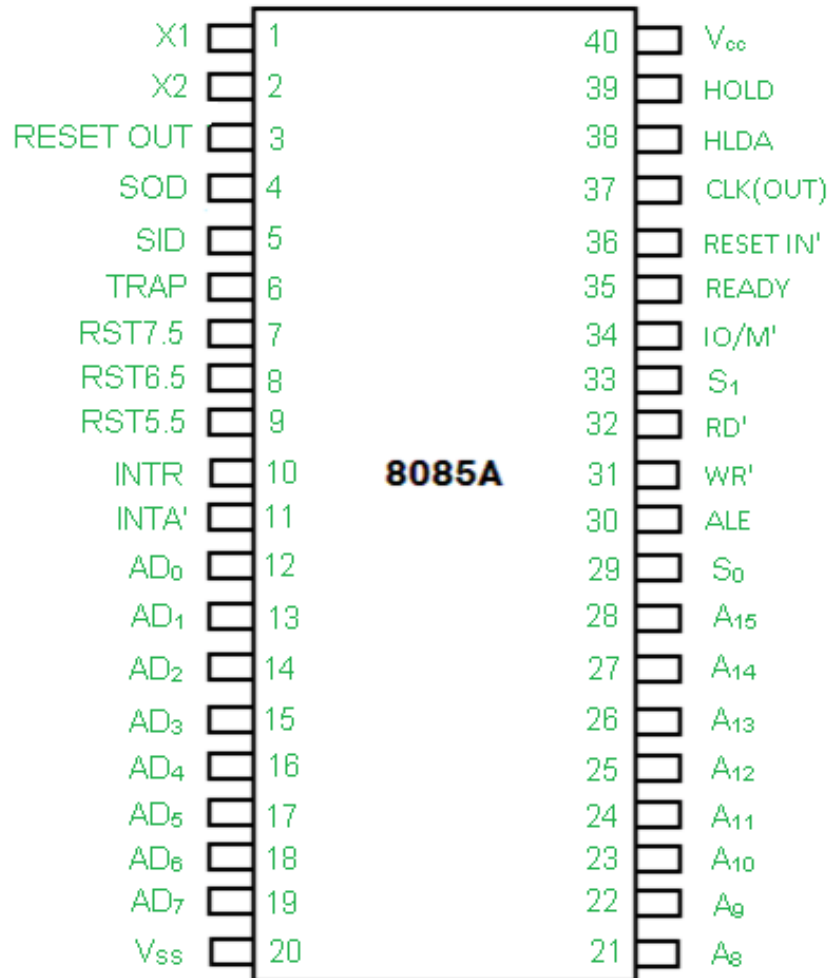 X1 1 40 Vcc
X2 2 39 HOLD
RESET OUT 3 38 HLDA
SOD 4 37 CLK(OUT)
SID 5 36 RESET IN'
TRAP 6 35 READY
RST7.5 7 34 IO/M'
RST6.5 8 33 S₁
RST5.5 9 32 RD'
INTR 10 8085A 31 WR'
INTA' 11 30 ALE
AD₀ 12 29 S₀
AD₁ 13 28 A₁₅
AD₂ 14 27 A₁₄
AD₃ 15 26 A₁₃
AD₄ 16 25 A₁₂
AD₅ 17 24 A₁₁
AD₆ 18 23 A₁₀
AD₇ 19 22 A₉
Vss 20 21 A₈